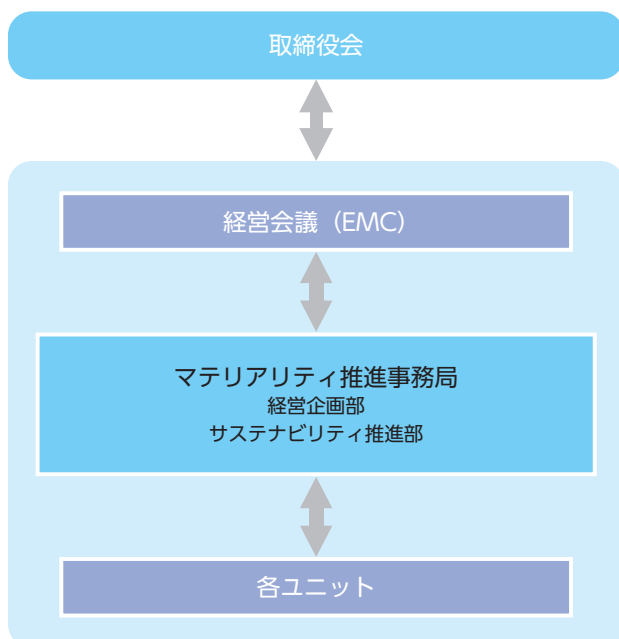 取締役会
経営会議（EMC）
マテリアリティ推進事務局
経営企画部
サステナビリティ推進部
各ユニット